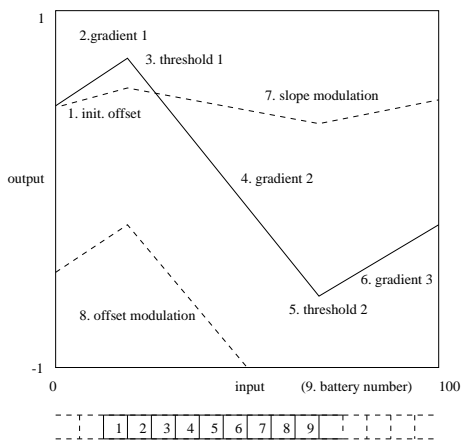 1
2.gradient 1
3. threshold 1
7. slope modulation
1. init. offset
output
4. gradient 2
6. gradient 3
8. offset modulation
5. threshold 2
-1
0 input (9. battery number) 100
1 2 3 4 5 6 7 8 9